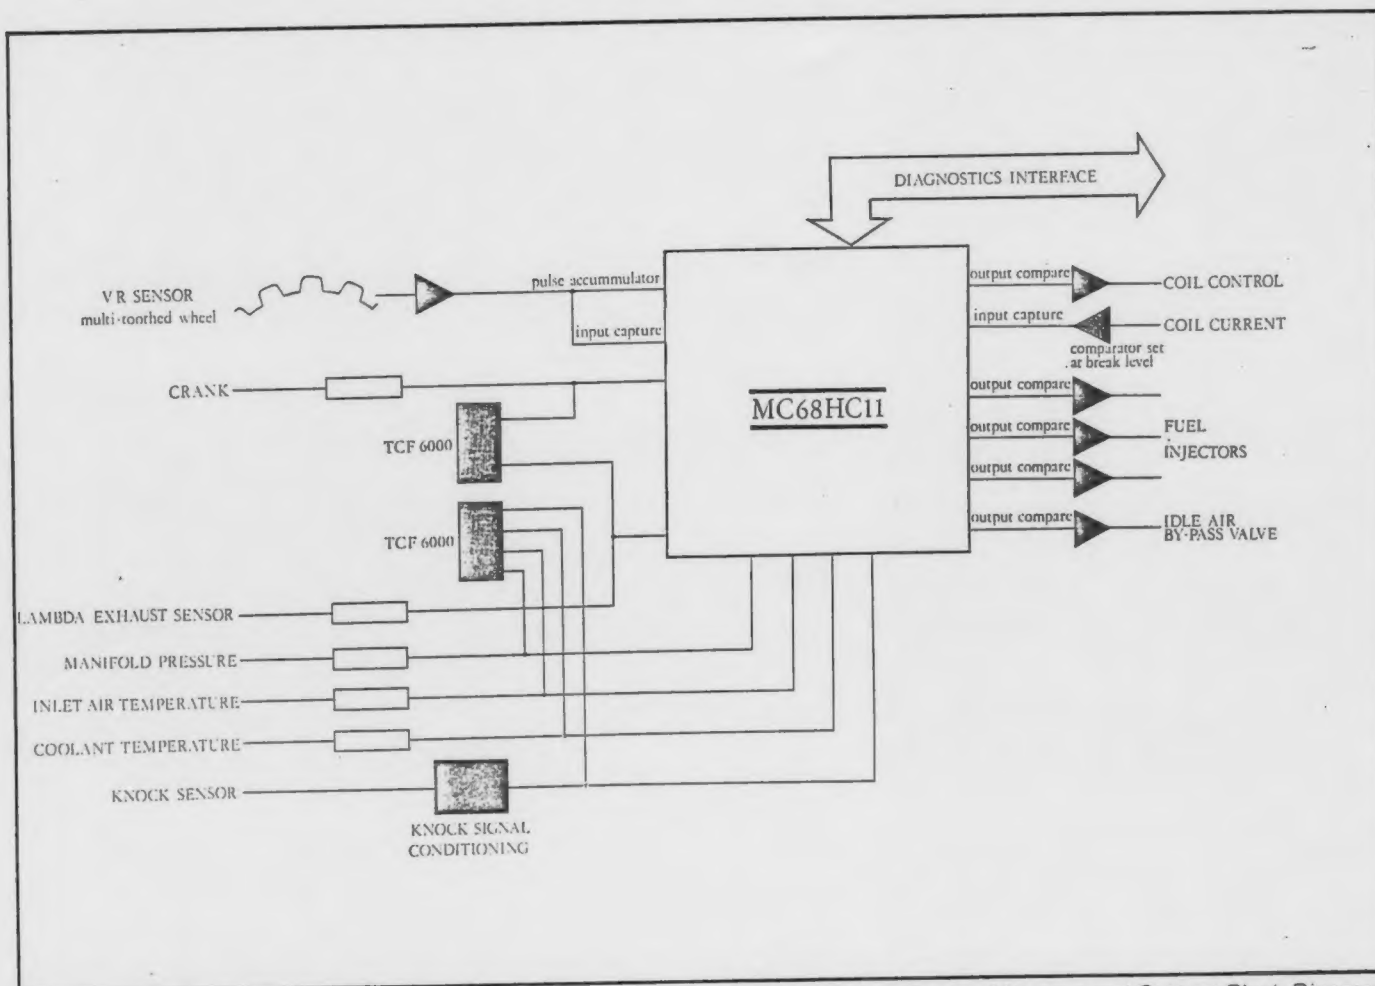 DIAGNOSTICS INTERFACE
VR SENSOR
multi-toothed wheel
pulse accummulator
input capture
CRANK
TCF 6000
TCF 6000
MC68HC11
output compare
COIL CONTROL
input capture
COIL CURRENT
comparator set
at break level
output compare
output compare
FUEL
INJECTORS
output compare
output compare
IDLE AIR
BY-PASS VALVE
LAMBDA EXHAUST SENSOR
MANIFOLD PRESSURE
INLET AIR TEMPERATURE
COOLANT TEMPERATURE
KNOCK SENSOR
KNOCK SIGNAL
CONDITIONING